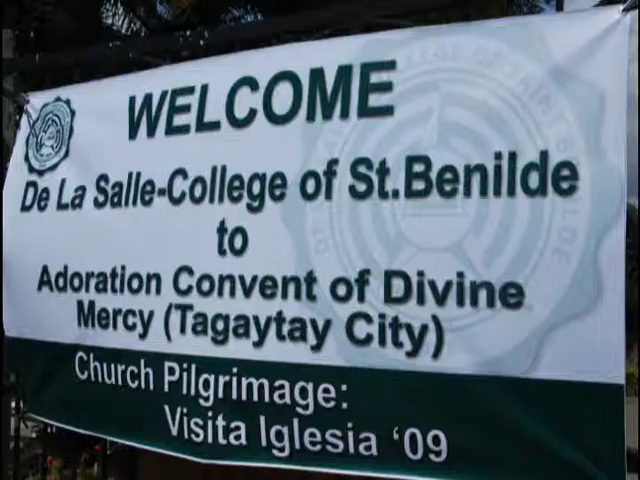 WELCOME
De La Salle-College of St.Benilde
to
Adoration Convent of Divine
Mercy (Tagaytay City)
Church Pilgrimage:
Visita Iglesia ‘09